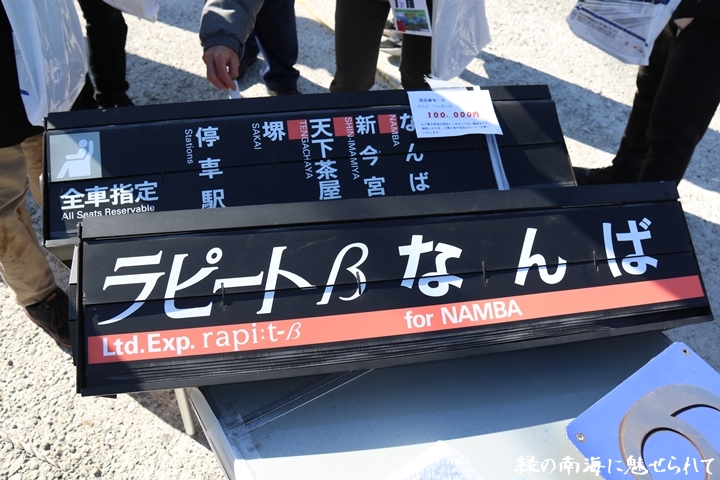 100,000円
全車指定
All Seats Reservable
停車駅
Stations
堺
SAKAI
天下茶屋
TENGACHAYA
新今宮
SHIN-IMAMIYA
なんば
NAMBA
ラピートβ なんば
Ltd.Exp. rapi:t-β for NAMBA
6
緑の南海に魅せられて